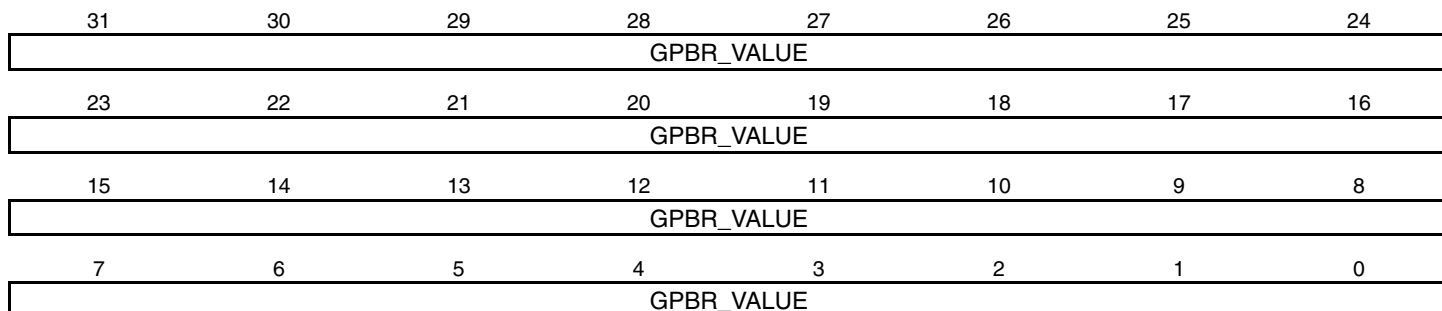 31 30 29 28 27 26 25 24
GPBR_VALUE
23 22 21 20 19 18 17 16
GPBR_VALUE
15 14 13 12 11 10 9 8
GPBR_VALUE
7 6 5 4 3 2 1 0
GPBR_VALUE